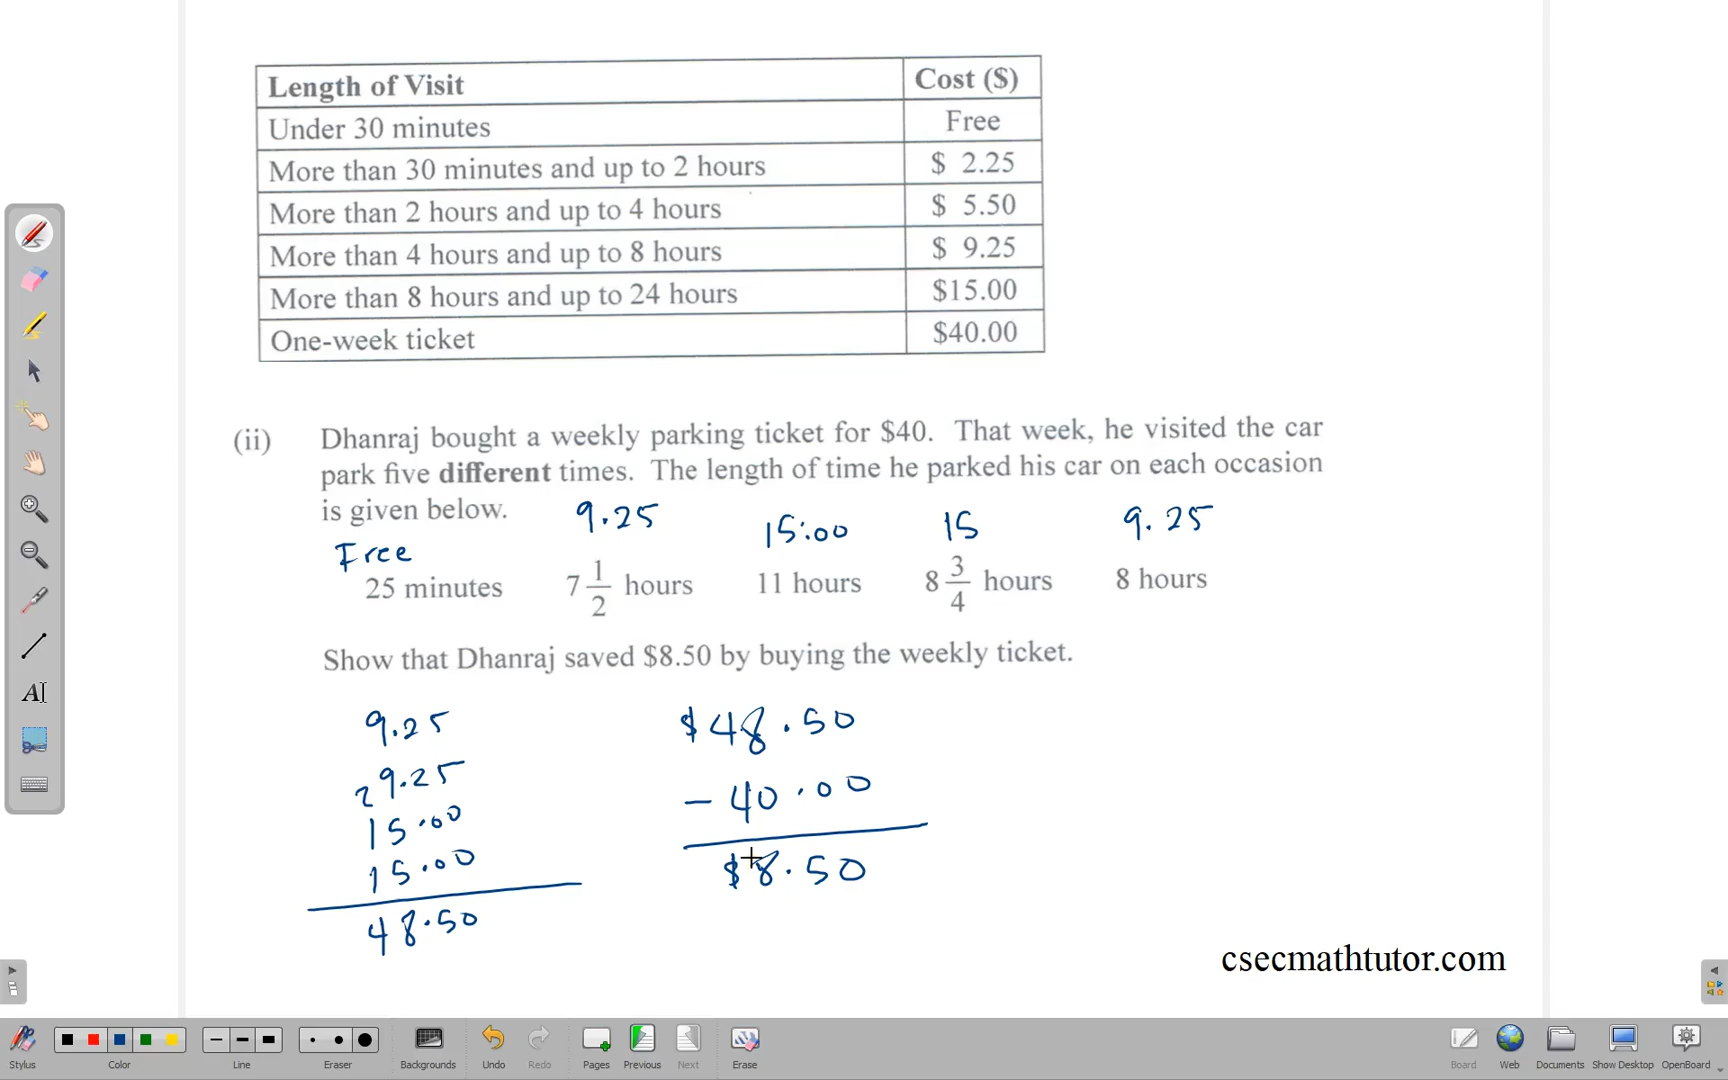 Length of Visit Cost ($)
Under 30 minutes Free
More than 30 minutes and up to 2 hours $ 2.25
More than 2 hours and up to 4 hours $ 5.50
More than 4 hours and up to 8 hours $ 9.25
More than 8 hours and up to 24 hours $15.00
One-week ticket $40.00
(ii) Dhanraj bought a weekly parking ticket for $40. That week, he visited the car
park five different times. The length of time he parked his car on each occasion
is given below.
Free 9.25 15:00 15 9.25
25 minutes 7 1/2 hours 11 hours 8 3/4 hours 8 hours
Show that Dhanraj saved $8.50 by buying the weekly ticket.
9.25 $48.50
2 9.25 - 40.00
15.00
15.00 $8.50
48.50
csecmathtutor.com
AI
Stylus Color Line Eraser Backgrounds Undo Redo Pages Previous Next Erase Board Web Documents Show Desktop OpenBoard